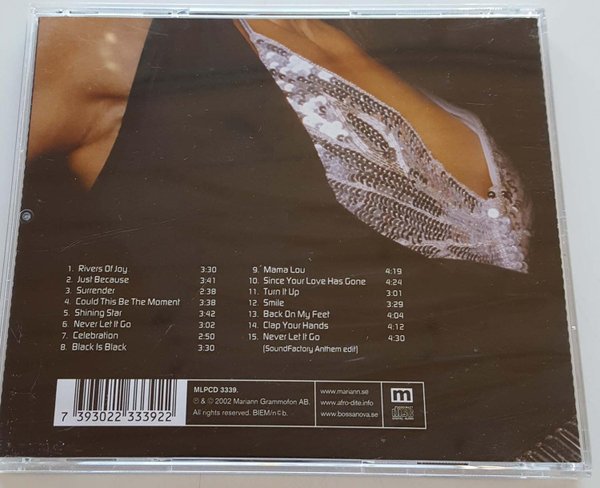 1. Rivers Of Joy 3:30
2. Just Because 3:41
3. Surrender 2:38
4. Could This Be The Moment 3:38
5. Shining Star 3:42
6. Never Let It Go 3:02
7. Celebration 2:50
8. Black Is Black 3:30
9. Mama Lou 4:19
10. Since Your Love Has Gone 4:24
11. Turn It Up 3:01
12. Smile 3:29
13. Back On My Feet 4:04
14. Clap Your Hands 4:12
15. Never Let It Go 4:30
(SoundFactory Anthem edit)
7 393022 333922
MLPCD 3339.
℗ & © 2002 Mariann Grammofon AB.
All rights reserved. BIEM/n©b.
www.mariann.se
www.afro-dite.info
www.bossanova.se
m
COMPACT
disc
DIGITAL AUDIO